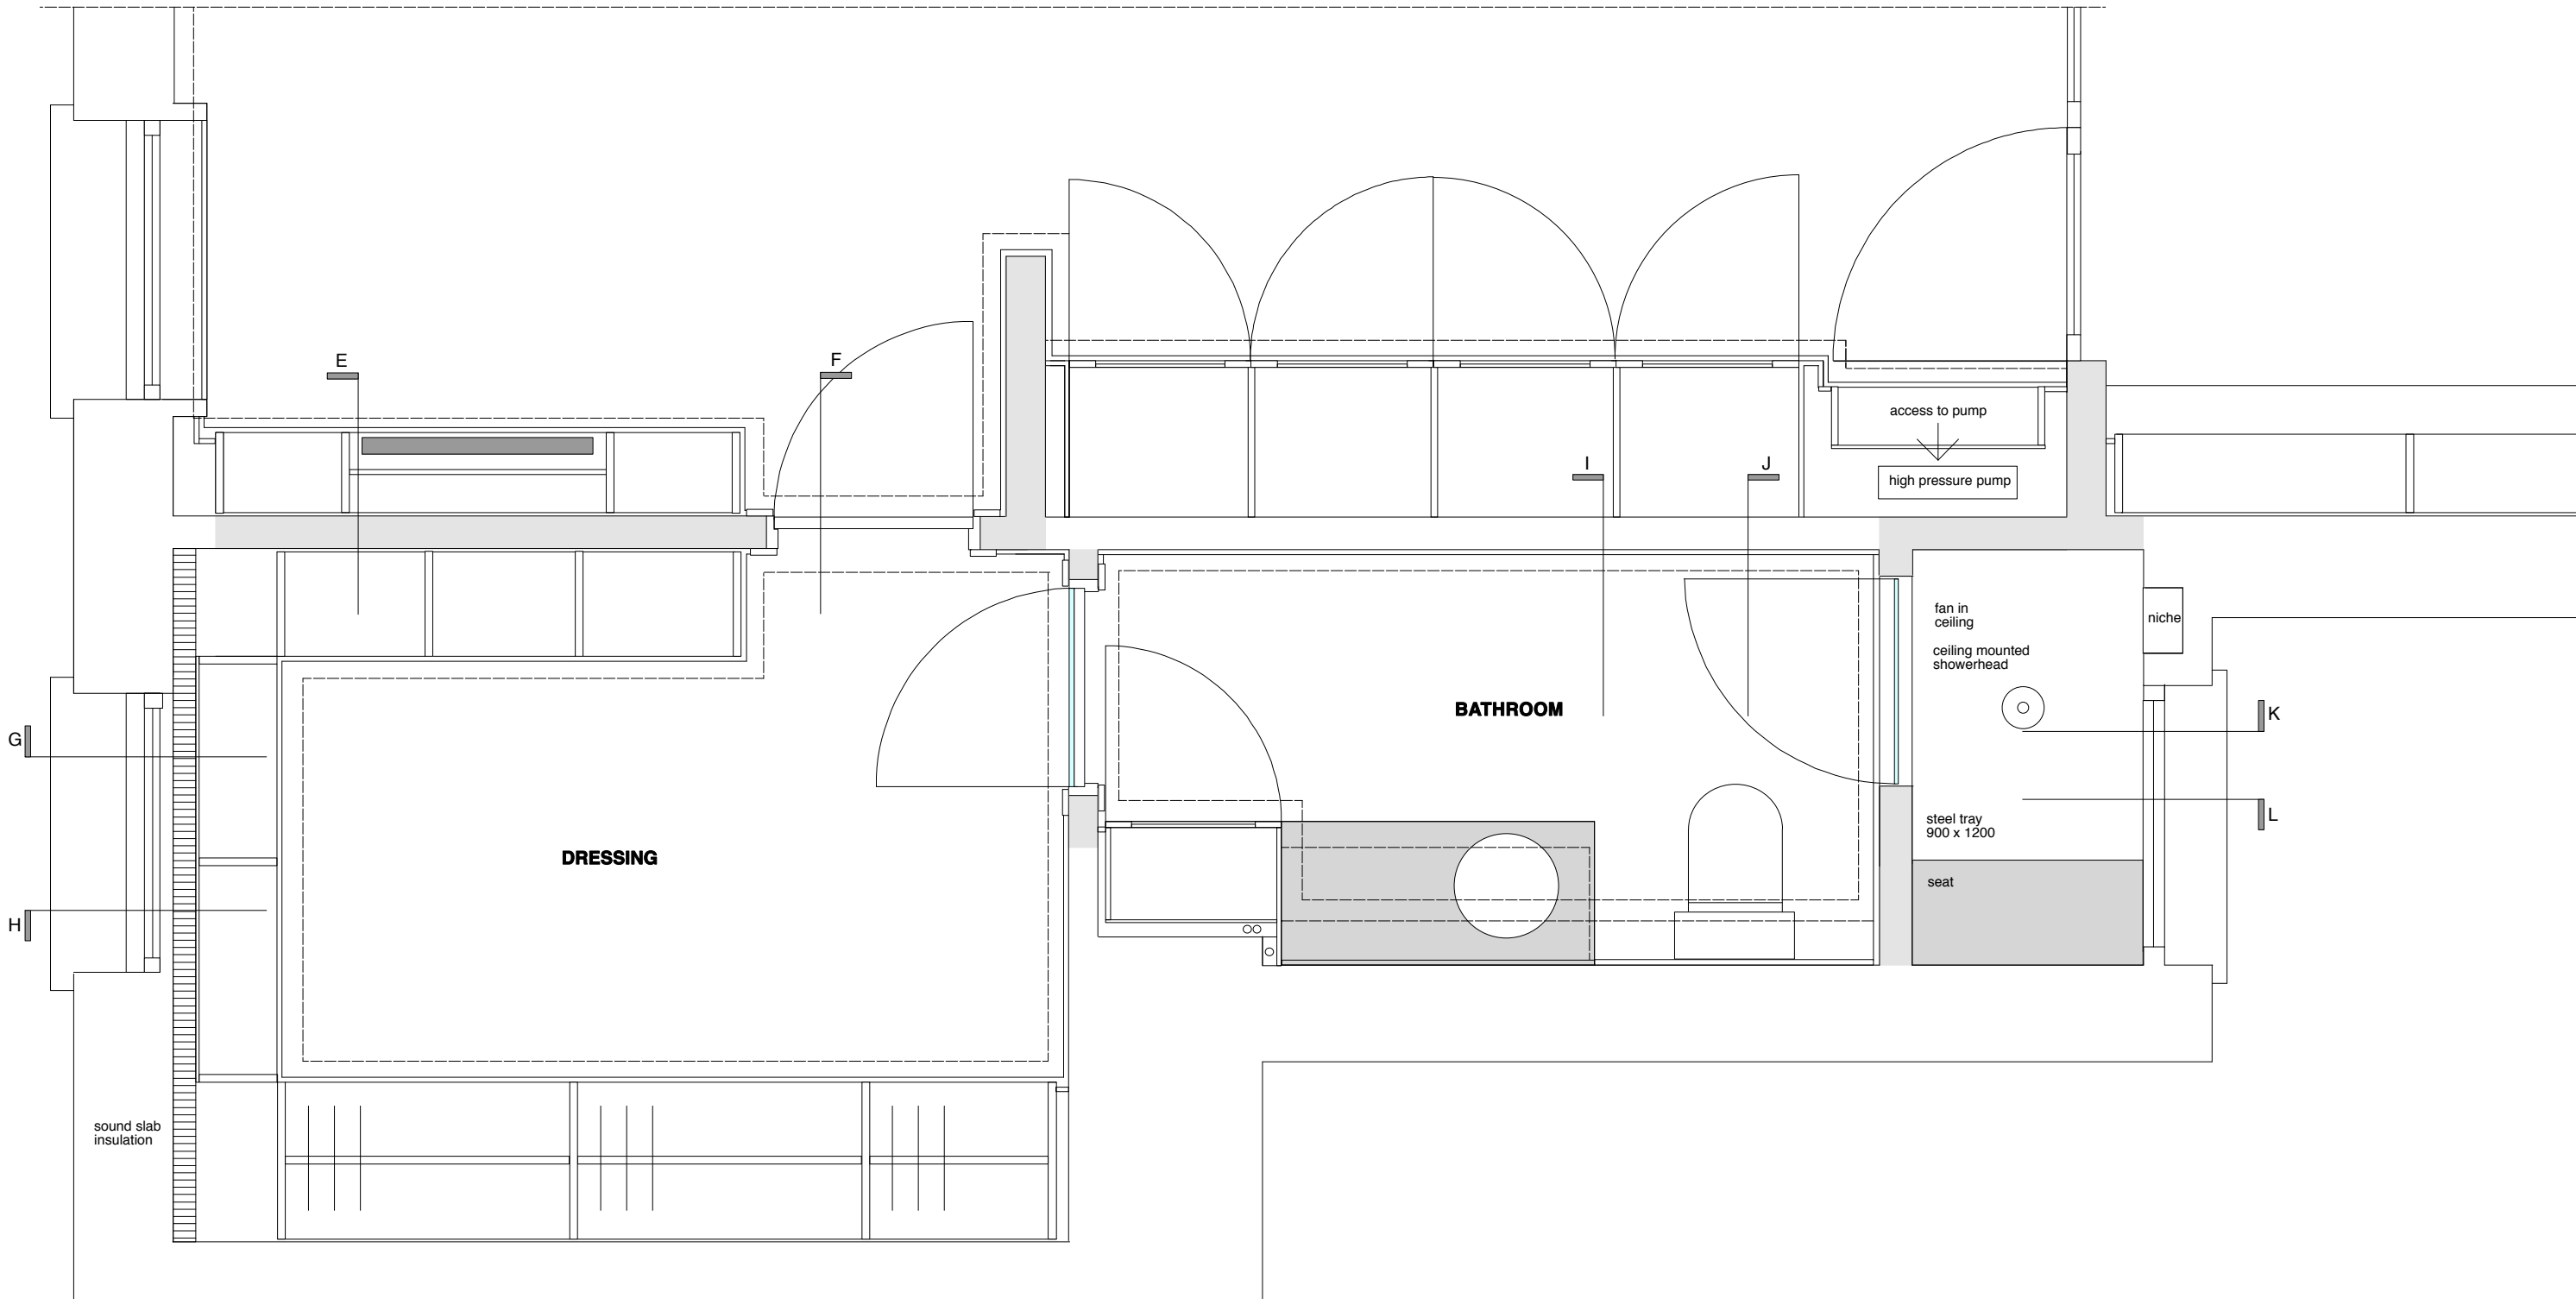 E
F
access to pump
I
J
high pressure pump
fan in
ceiling
niche
ceiling mounted
showerhead
BATHROOM
K
G
L
steel tray
900 x 1200
DRESSING
seat
H
sound slab
insulation